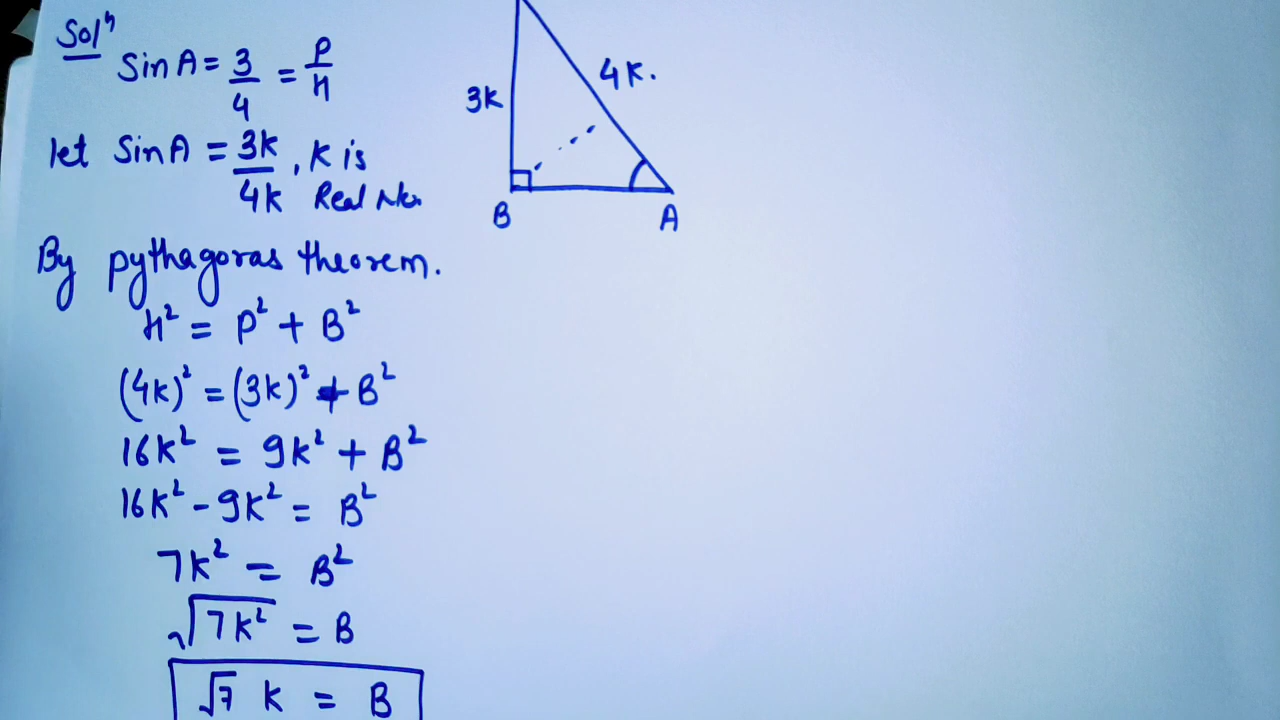 Solⁿ
Sin A = 3/4 = P/H
let Sin A = 3k/4k, k is
Real No.
By pythagoras theorem.
H² = P² + B²
(4k)² = (3k)² + B²
16k² = 9k² + B²
16k² - 9k² = B²
7k² = B²
√7k² = B
√7 k = B
3k
4k.
B
A